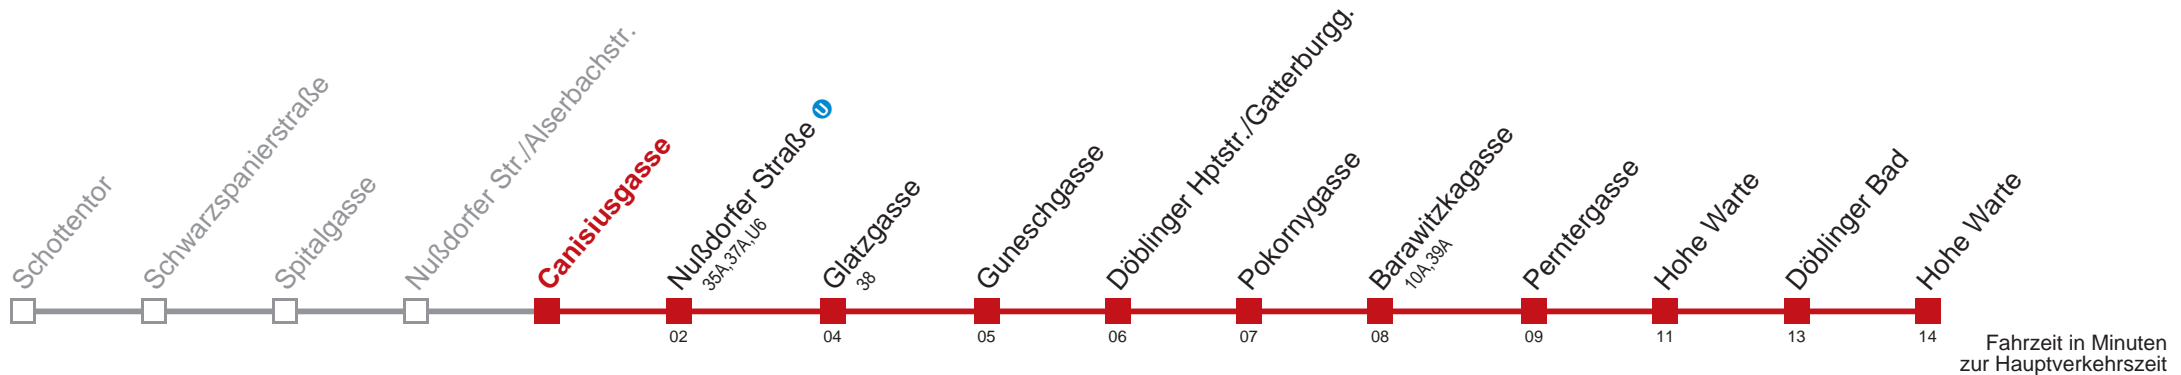 Schottentor
Schwarzspanierstraße
Spitalgasse
Nußdorfer Str./Alserbachstr.
Canisiusgasse
Nußdorfer Straße U
35A,37A,U6
Glatzgasse
38
Guneschgasse
Döblinger Hptstr./Gatterburgg.
Pokornygasse
Barawitzkagasse
10A,39A
Perntergasse
Hohe Warte
Döblinger Bad
Hohe Warte
02 04 05 06 07 08 09 11 13 14
Fahrzeit in Minuten
zur Hauptverkehrszeit